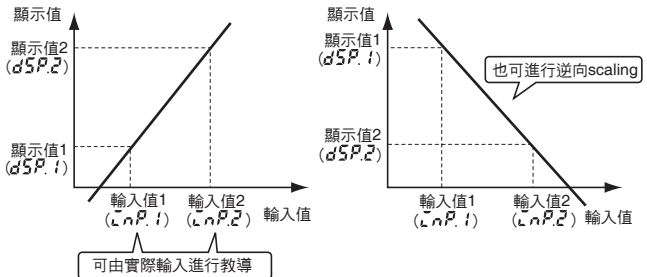 顯示值
顯示值2
(dSP.2)
顯示值1
(dSP.1)
輸入值1
(inP.1)
輸入值2
(inP.2)
輸入值
可由實際輸入進行教導
顯示值
顯示值1
(dSP.1)
也可進行逆向scaling
顯示值2
(dSP.2)
輸入值1
(inP.1)
輸入值2
(inP.2)
輸入值